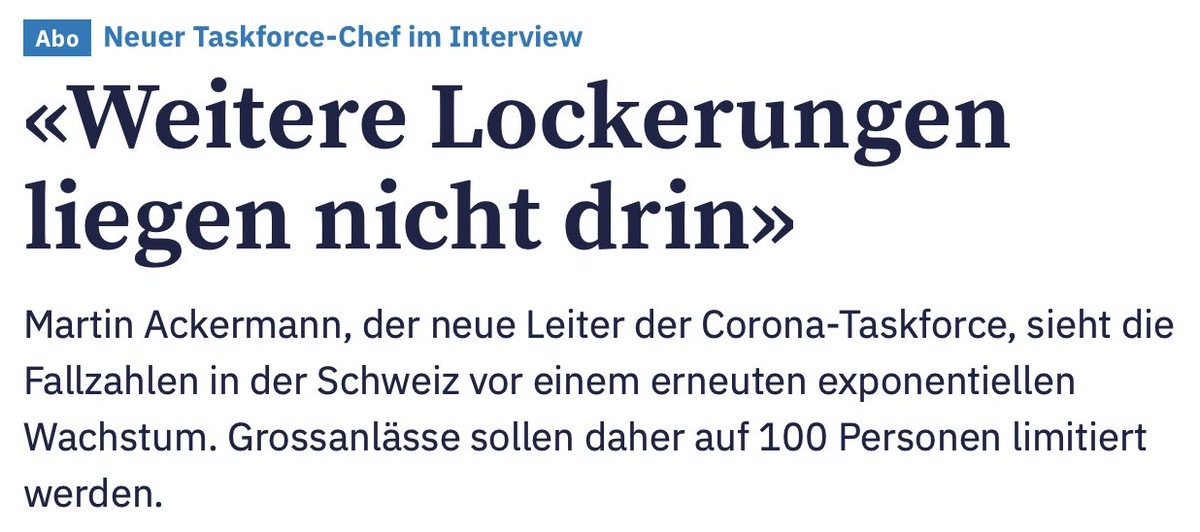 Abo Neuer Taskforce-Chef im Interview
«Weitere Lockerungen
liegen nicht drin»
Martin Ackermann, der neue Leiter der Corona-Taskforce, sieht die
Fallzahlen in der Schweiz vor einem erneuten exponentiellen
Wachstum. Grossanlässe sollen daher auf 100 Personen limitiert
werden.